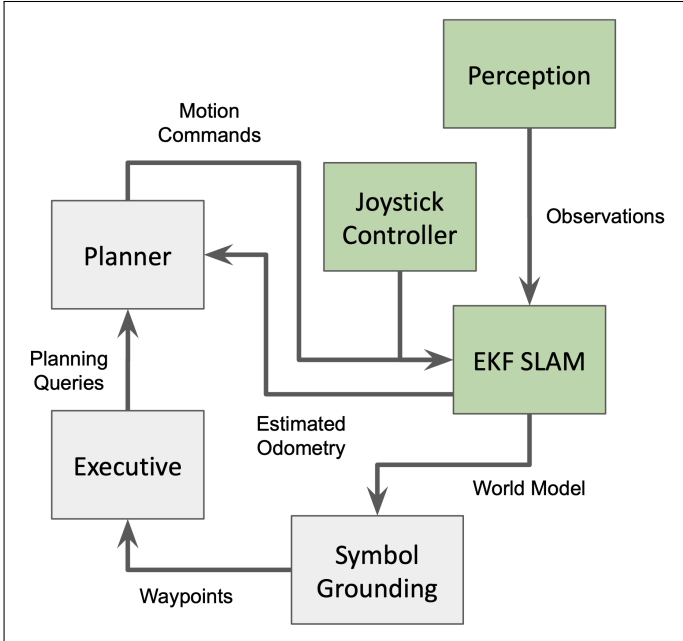 Perception
Motion
Commands
Joystick
Controller
Observations
Planner
EKF SLAM
Planning
Queries
Estimated
Odometry
Executive
World Model
Symbol
Grounding
Waypoints